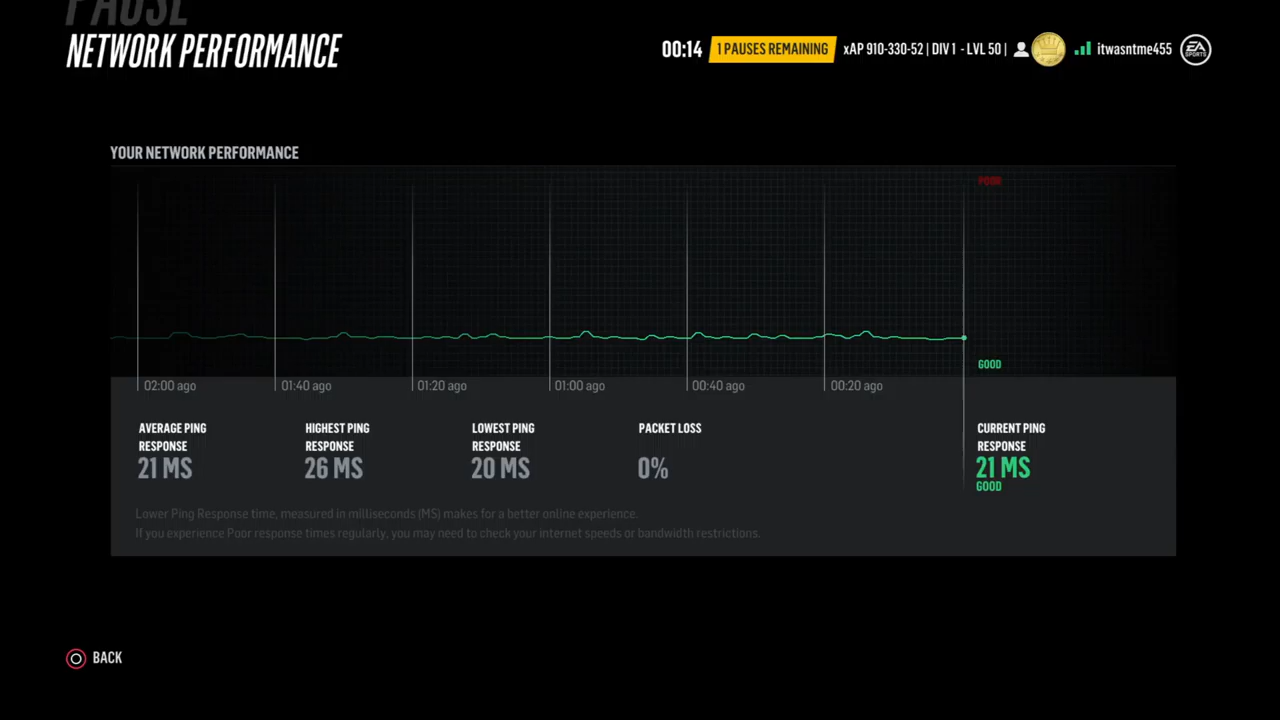 PAUSE
NETWORK PERFORMANCE
00:14 1 PAUSES REMAINING xAP 910-330-52 | DIV 1 - LVL 50 | itwasntme455 EA SPORTS
YOUR NETWORK PERFORMANCE
POOR
GOOD
02:00 ago 01:40 ago 01:20 ago 01:00 ago 00:40 ago 00:20 ago
AVERAGE PING RESPONSE
21 MS
HIGHEST PING RESPONSE
26 MS
LOWEST PING RESPONSE
20 MS
PACKET LOSS
0%
CURRENT PING RESPONSE
21 MS
GOOD
Lower Ping Response time, measured in milliseconds (MS) makes for a better online experience.
If you experience Poor response times regularly, you may need to check your internet speeds or bandwidth restrictions.
BACK